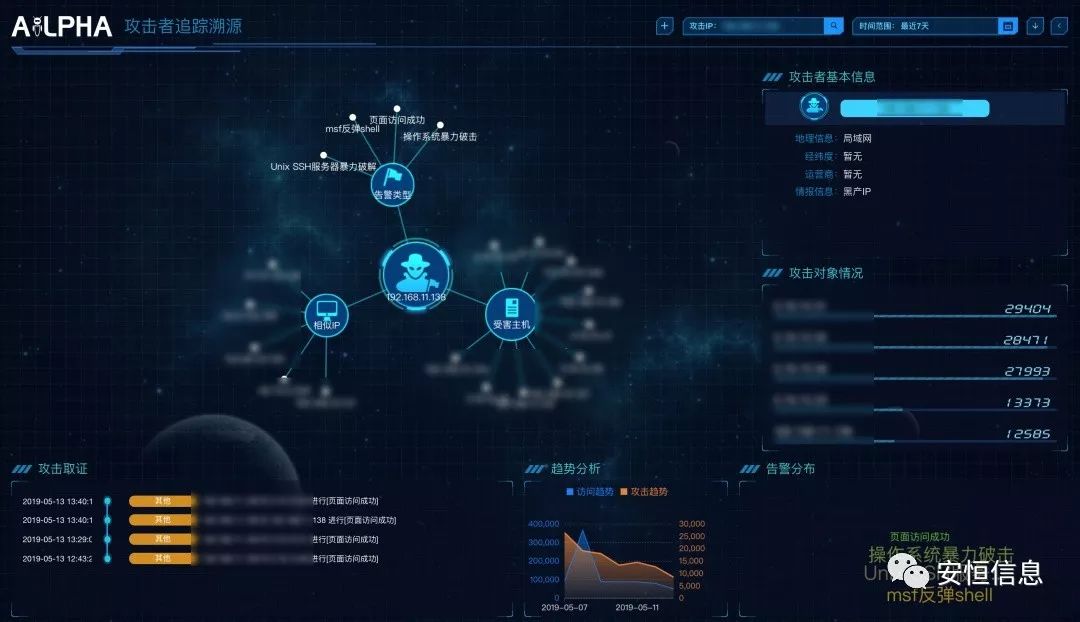 AiLPHA 攻击者追踪溯源
攻击IP:
时间范围: 最近7天
页面访问成功
msf反弹shell
操作系统暴力破击
Unix SSH服务器暴力破解
告警类型
192.168.11.138
相似IP
受害主机
攻击者基本信息
地理信息: 局域网
经纬度: 暂无
运营商: 暂无
情报信息: 黑产IP
攻击对象情况
29404
28471
27993
13373
12585
攻击取证
2019-05-13 13:40:1 其他 进行[页面访问成功]
2019-05-13 13:40:1 其他 138 进行[页面访问成功]
2019-05-13 13:29:0 其他 进行[页面访问成功]
2019-05-13 12:43:2 其他 进行[页面访问成功]
趋势分析
访问趋势 攻击趋势
400,000
300,000
200,000
100,000
0
30,000
25,000
20,000
15,000
10,000
5,000
0
2019-05-07 2019-05-11
告警分布
页面访问成功
操作系统暴力破击
msf反弹shell
安恒信息